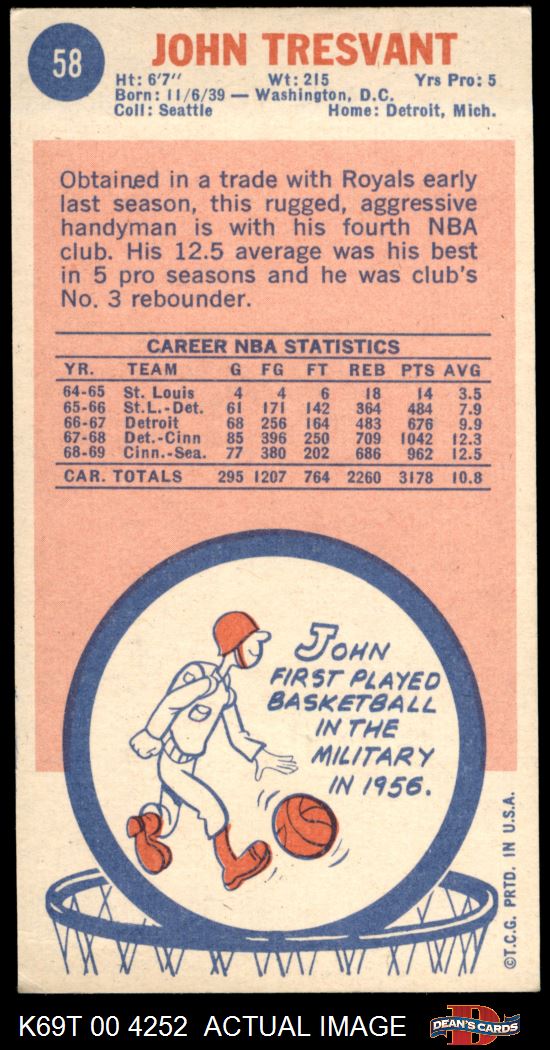 58
JOHN TRESVANT
Ht: 6'7" Wt: 215 Yrs Pro: 5
Born: 11/6/39 — Washington, D.C.
Coll: Seattle Home: Detroit, Mich.
Obtained in a trade with Royals early
last season, this rugged, aggressive
handyman is with his fourth NBA
club. His 12.5 average was his best
in 5 pro seasons and he was club's
No. 3 rebounder.
CAREER NBA STATISTICS
YR. TEAM G FG FT REB PTS AVG
64-65 St. Louis 4 4 6 18 14 3.5
65-66 St.L.-Det. 61 171 142 364 484 7.9
66-67 Detroit 68 256 164 483 676 9.9
67-68 Det.-Cinn 85 396 250 709 1042 12.3
68-69 Cinn.-Sea. 77 380 202 686 962 12.5
CAR. TOTALS 295 1207 764 2260 3178 10.8
JOHN
FIRST PLAYED
BASKETBALL
IN THE
MILITARY
IN 1956.
©T.C.G. PRTD. IN U.S.A.
K69T 00 4252 ACTUAL IMAGE
D
DEAN'S CARDS